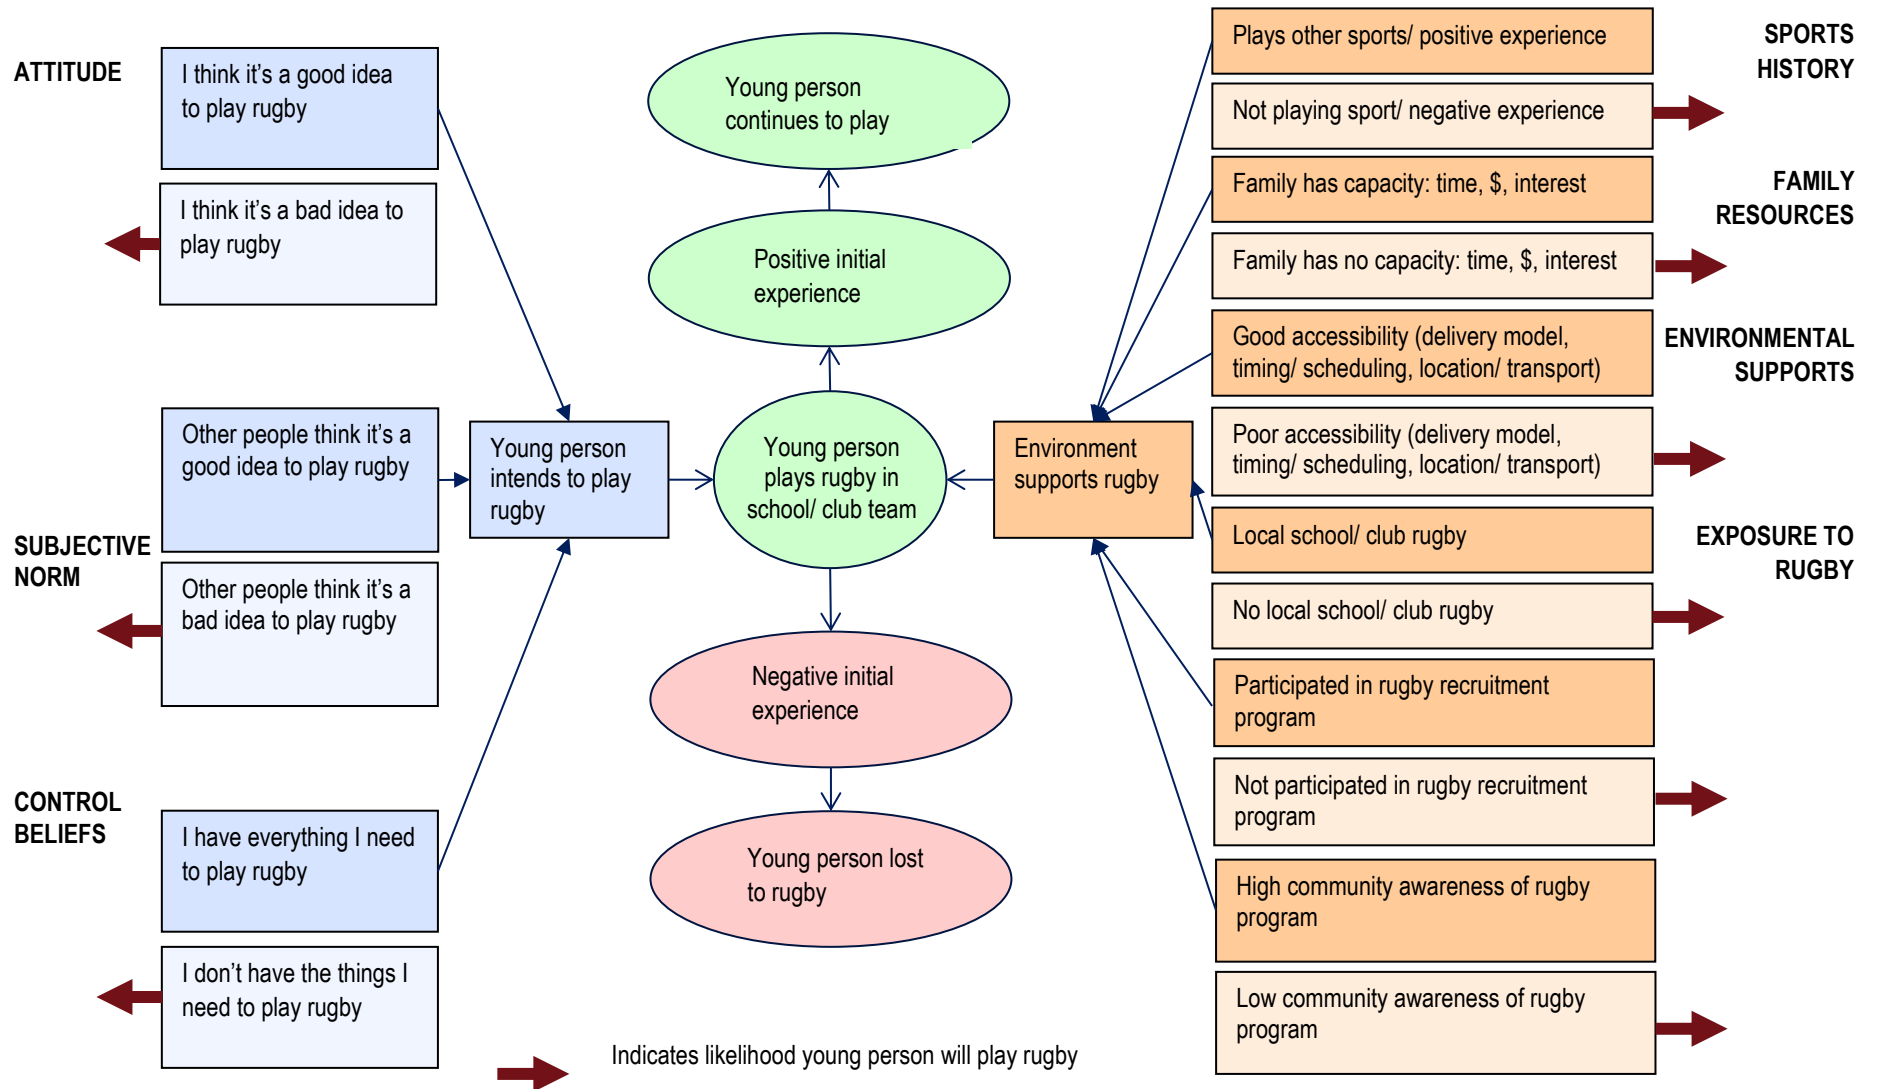 ATTITUDE
I think it’s a good idea
to play rugby
I think it’s a bad idea to
play rugby
SUBJECTIVE
NORM
Other people think it’s a
good idea to play rugby
Other people think it’s a
bad idea to play rugby
CONTROL
BELIEFS
I have everything I need
to play rugby
I don’t have the things I
need to play rugby
Young person
intends to play
rugby
Young person
continues to play
Positive initial
experience
Young person
plays rugby in
school/ club team
Negative initial
experience
Young person lost
to rugby
Environment
supports rugby
Plays other sports/ positive experience
Not playing sport/ negative experience
SPORTS
HISTORY
Family has capacity: time, $, interest
Family has no capacity: time, $, interest
FAMILY
RESOURCES
Good accessibility (delivery model,
timing/ scheduling, location/ transport)
Poor accessibility (delivery model,
timing/ scheduling, location/ transport)
ENVIRONMENTAL
SUPPORTS
Local school/ club rugby
No local school/ club rugby
EXPOSURE TO
RUGBY
Participated in rugby recruitment
program
Not participated in rugby recruitment
program
High community awareness of rugby
program
Low community awareness of rugby
program
Indicates likelihood young person will play rugby